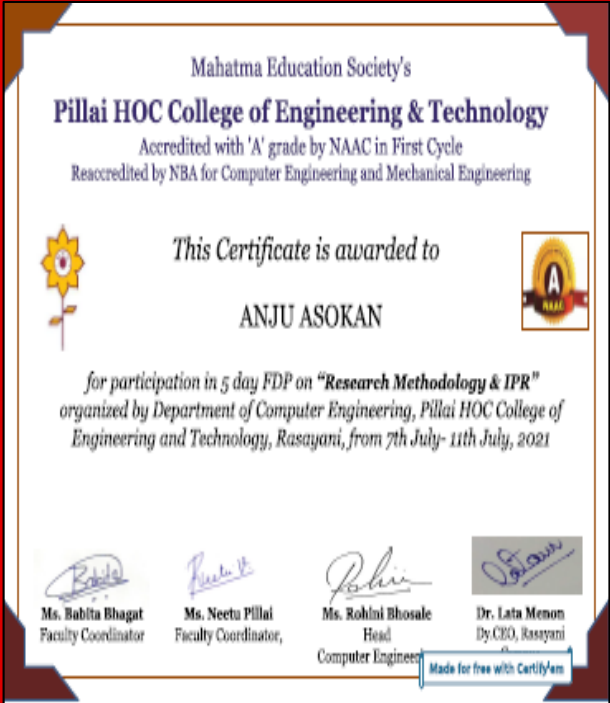 Mahatma Education Society's
Pillai HOC College of Engineering & Technology
Accredited with 'A' grade by NAAC in First Cycle
Reaccredited by NBA for Computer Engineering and Mechanical Engineering
This Certificate is awarded to
A
NAAC
ANJU ASOKAN
for participation in 5 day FDP on “Research Methodology & IPR”
organized by Department of Computer Engineering, Pillai HOC College of
Engineering and Technology, Rasayani, from 7th July- 11th July, 2021
Babita
Neetu V.
Rohini
Ms. Babita Bhagat
Faculty Coordinator
Ms. Neetu Pillai
Faculty Coordinator,
Ms. Rohini Bhosale
Head
Computer Engineer
Dr. Lata Menon
Dy.CEO, Rasayani
Made for free with Certify'em